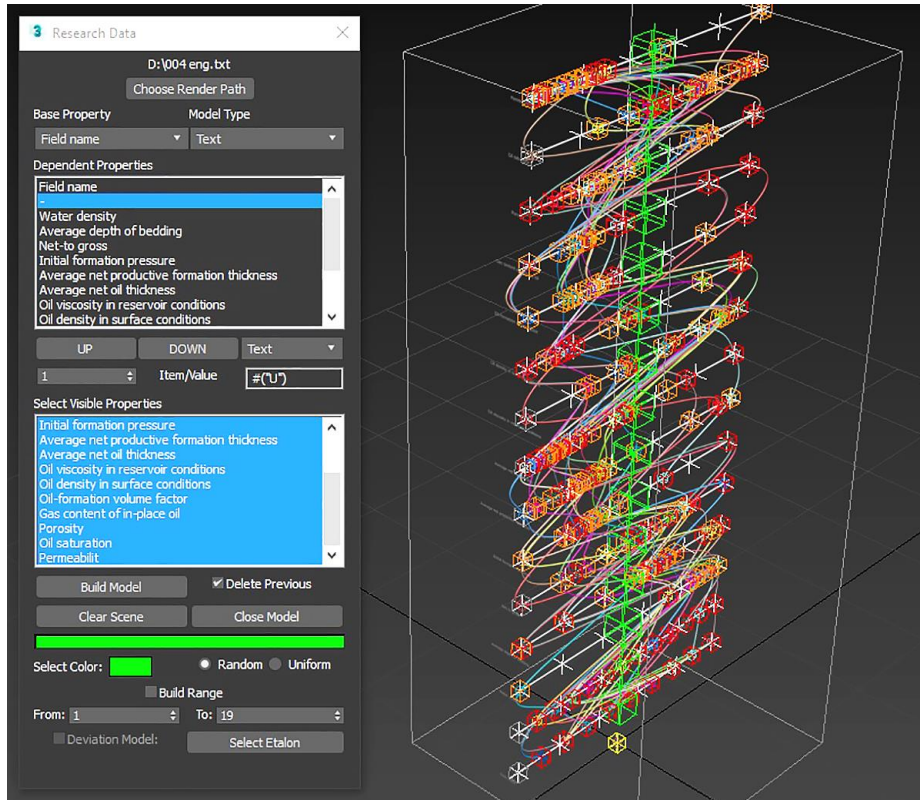 3 Research Data
D:\004 eng.txt
Choose Render Path
Base Property Model Type
Field name Text
Dependent Properties
Field name
-
Water density
Average depth of bedding
Net-to gross
Initial formation pressure
Average net productive formation thickness
Average net oil thickness
Oil viscosity in reservoir conditions
Oil density in surface conditions
UP DOWN Text
1 Item/Value #("U")
Select Visible Properties
Initial formation pressure
Average net productive formation thickness
Average net oil thickness
Oil viscosity in reservoir conditions
Oil density in surface conditions
Oil-formation volume factor
Gas content of in-place oil
Porosity
Oil saturation
Permeabilit
Build Model Delete Previous
Clear Scene Close Model
Select Color: Random Uniform
Build Range
From: 1 To: 19
Deviation Model: Select Etalon